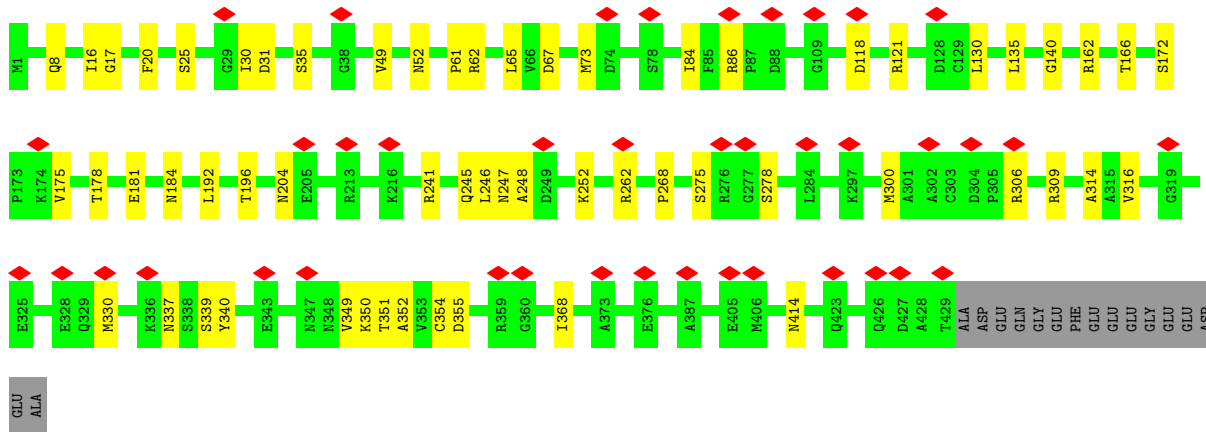 M1 Q8 I16 G17 F20 S25 G29 I30 D31 S35 G38 V49 N52 P61 R62 L65 V66 D67 M73 D74 S78 I84 F85 R86 P87 D88 G109 D118 R121 D128 C129 L130 L135 G140 R162 T166 S172
P173 K174 V175 T178 E181 N184 L192 T196 N204 E205 R213 K216 R241 Q245 L246 N247 A248 D249 K252 R262 P268 S275 R276 G277 S278 L284 K297 M300 A301 A302 C303 D304 P305 R306 R309 A314 A315 V316 G319
E325 E328 Q329 M330 K336 N337 S338 S339 Y340 E343 N347 N348 V349 K350 T351 A352 V353 C354 D355 R359 G360 I368 A373 E376 A387 E405 M406 N414 Q423 Q426 D427 A428 T429 ALA ASP GLU GLN GLY GLU PHE GLU GLU GLU GLY GLU GLU ASP
GLU ALA